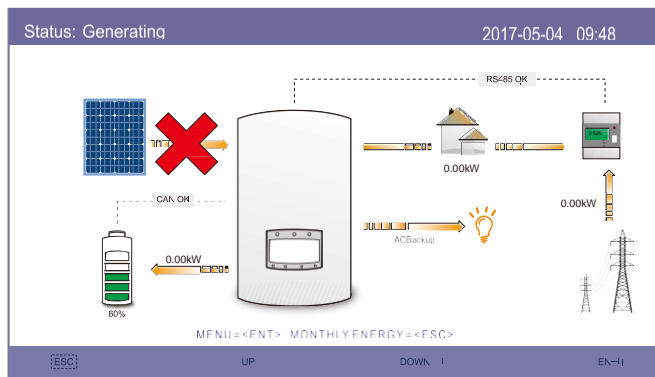 Status: Generating
2017-05-04 09:48
RS485 OK
0.00kW
0.00kW
CAN OK
0.00kW
ACBackup
60%
MENU=<ENT> MONTHLY ENERGY=<ESC>
ESC UP DOWN